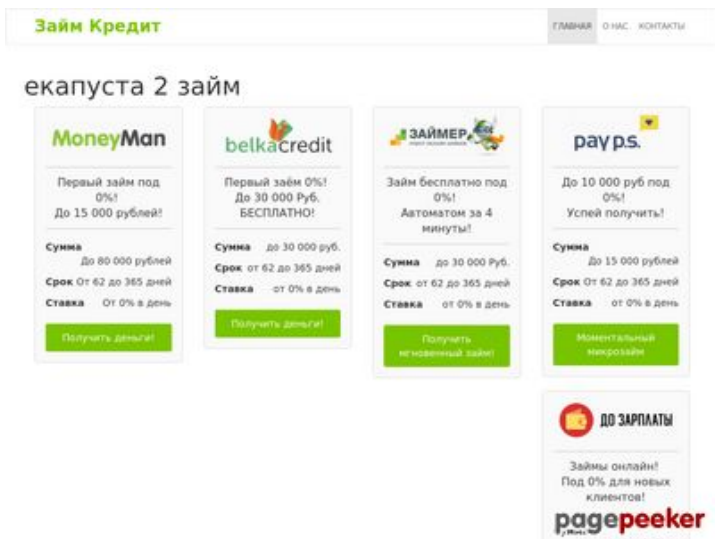 Займ Кредит
ГЛАВНАЯ О НАС КОНТАКТЫ
екапуста 2 займ
MoneyMan
Первый займ под
0%!
До 15 000 рублей!
Сумма
До 80 000 рублей
Срок От 62 до 365 дней
Ставка От 0% в день
Получить деньги!
belkacredit
Первый заём 0%!
До 30 000 Руб.
БЕСПЛАТНО!
Сумма до 30 000 руб.
Срок от 62 до 365 дней
Ставка от 0% в день
Получить деньги!
ЗАЙМЕР
Займ бесплатно под
0%!
Автоматом за 4
минуты!
Сумма до 30 000 Руб.
Срок от 62 до 365 дней
Ставка от 0% в день
Получить
мгновенный займ!
pay p.s.
До 10 000 руб под
0%!
Успей получить!
Сумма
До 15 000 рублей
Срок От 62 до 365 дней
Ставка от 0% в день
Моментальный
микрозайм
ДО ЗАРПЛАТЫ
Займы онлайн!
Под 0% для новых
клиентов!
pagepeeker